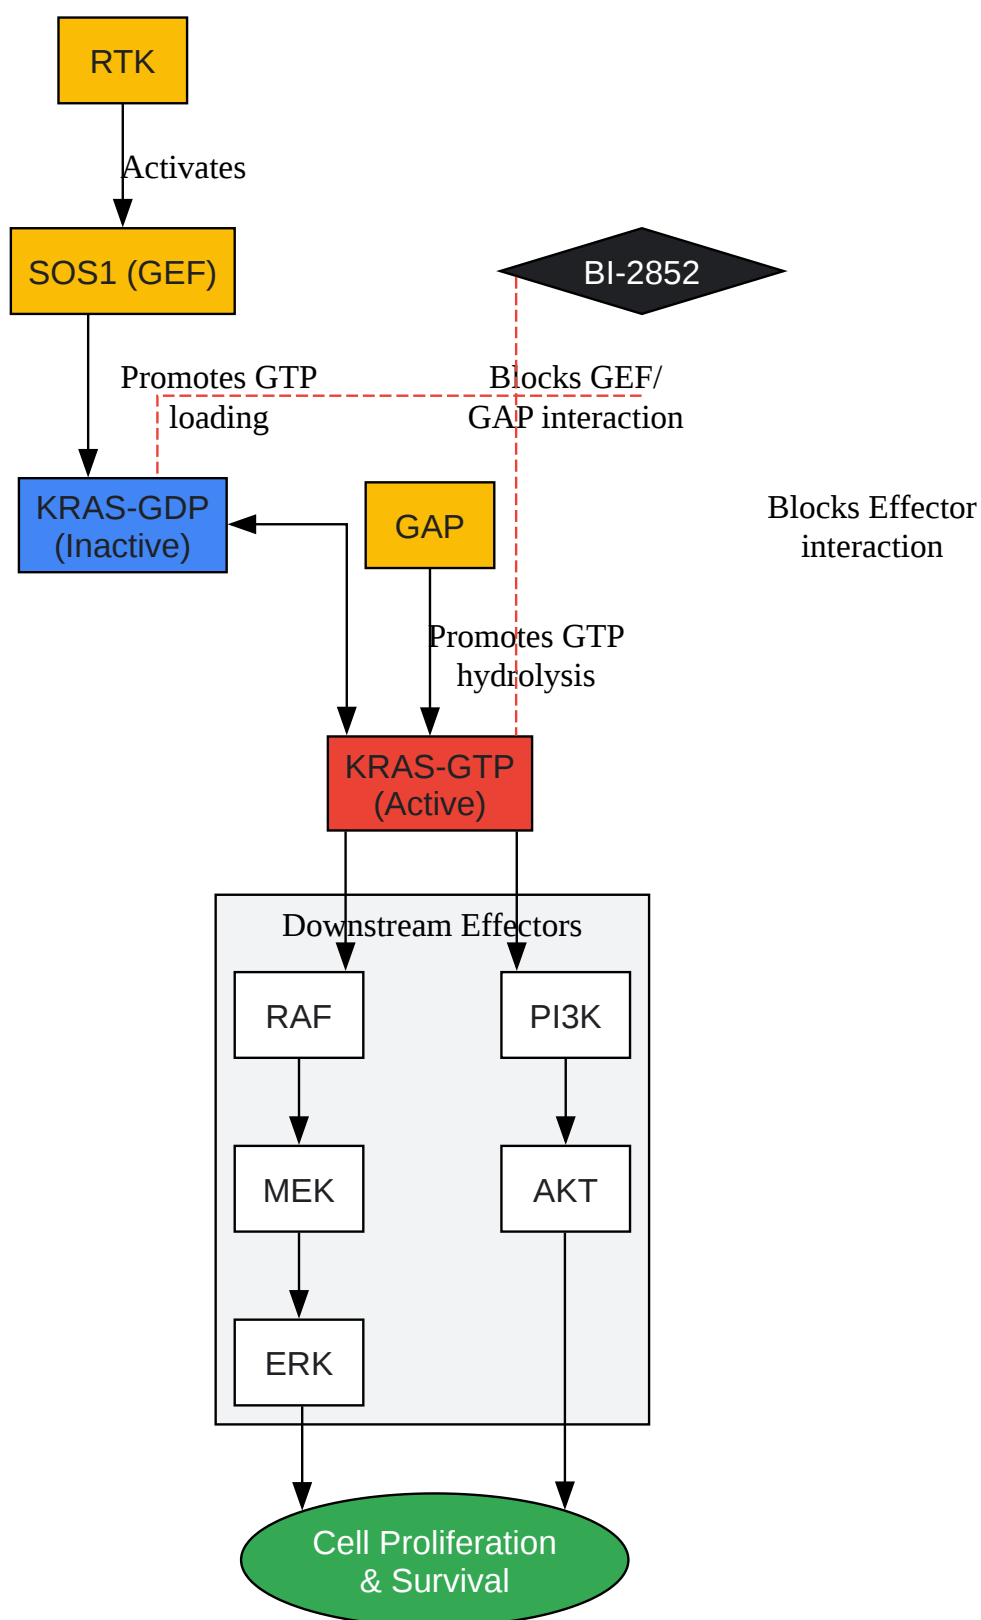 RTK
Activates
SOS1 (GEF)
BI-2852
Promotes GTP
loading
Blocks GEF/
GAP interaction
KRAS-GDP
(Inactive)
GAP
Blocks Effector
interaction
Promotes GTP
hydrolysis
KRAS-GTP
(Active)
Downstream Effectors
RAF
PI3K
MEK
AKT
ERK
Cell Proliferation
& Survival